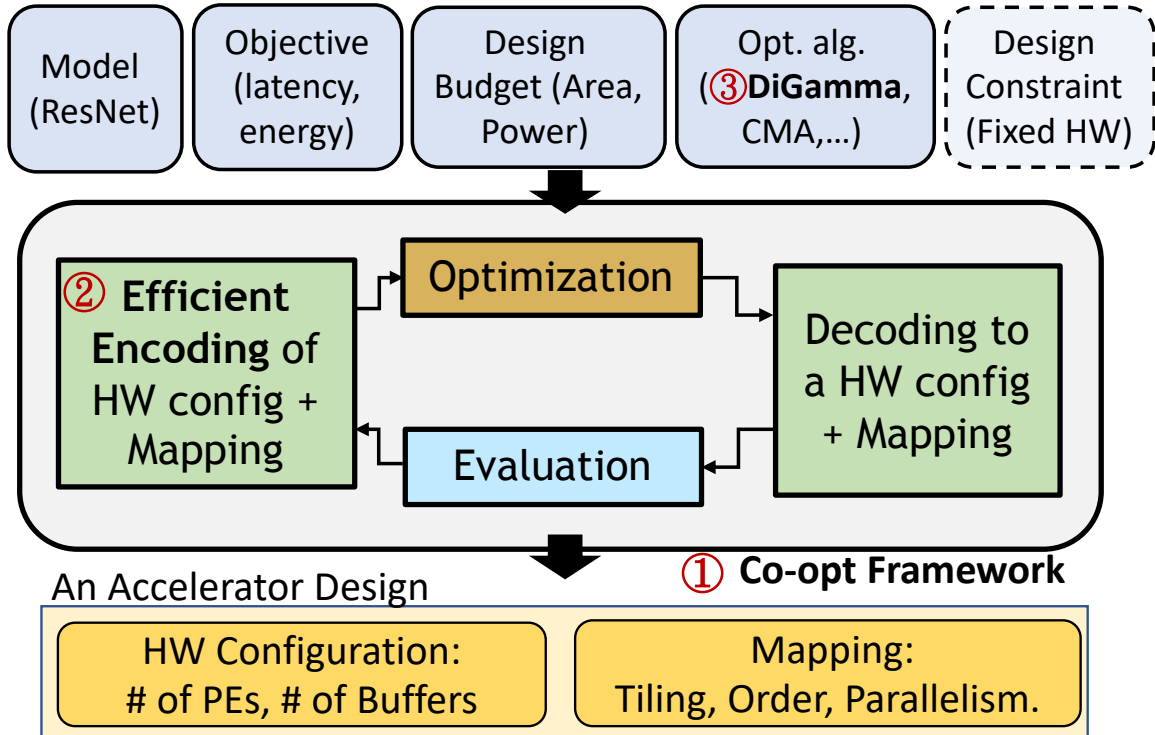 Model
(ResNet)
Objective
(latency,
energy)
Design
Budget (Area,
Power)
Opt. alg.
(③DiGamma,
CMA,...)
Design
Constraint
(Fixed HW)
② Efficient
Encoding of
HW config +
Mapping
Optimization
Evaluation
Decoding to
a HW config
+ Mapping
① Co-opt Framework
An Accelerator Design
HW Configuration:
# of PEs, # of Buffers
Mapping:
Tiling, Order, Parallelism.